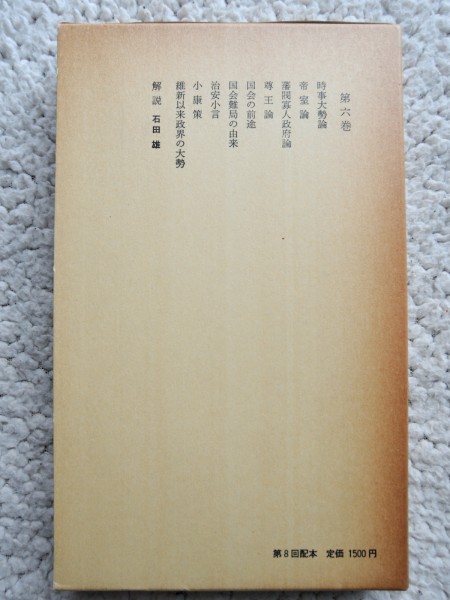 第六巻
時事大勢論
帝室論
藩閥寡人政府論
尊王論
国会の前途
国会難局の由来
治安小言
小康策
維新以来政界の大勢
解説 石田雄
第8回配本 定価 1500円